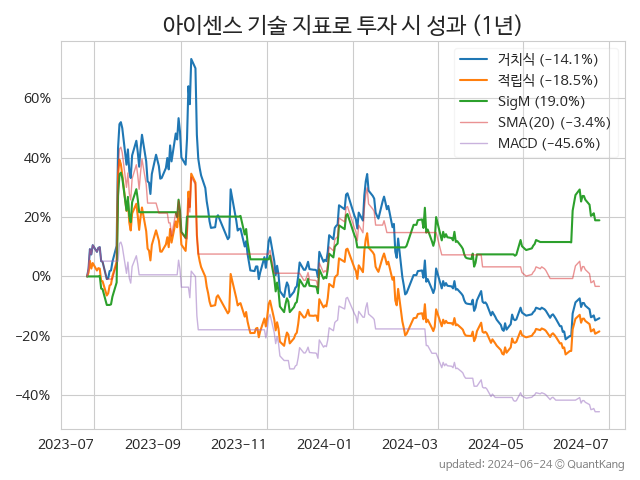 아이센스 기술 지표로 투자 시 성과 (1년)
거치식 (−14.1%)
적립식 (−18.5%)
SigM (19.0%)
SMA(20) (−3.4%)
MACD (−45.6%)
60%
40%
20%
0%
−20%
−40%
2023-07 2023-09 2023-11 2024-01 2024-03 2024-05 2024-07
updated: 2024-06-24 © QuantKang